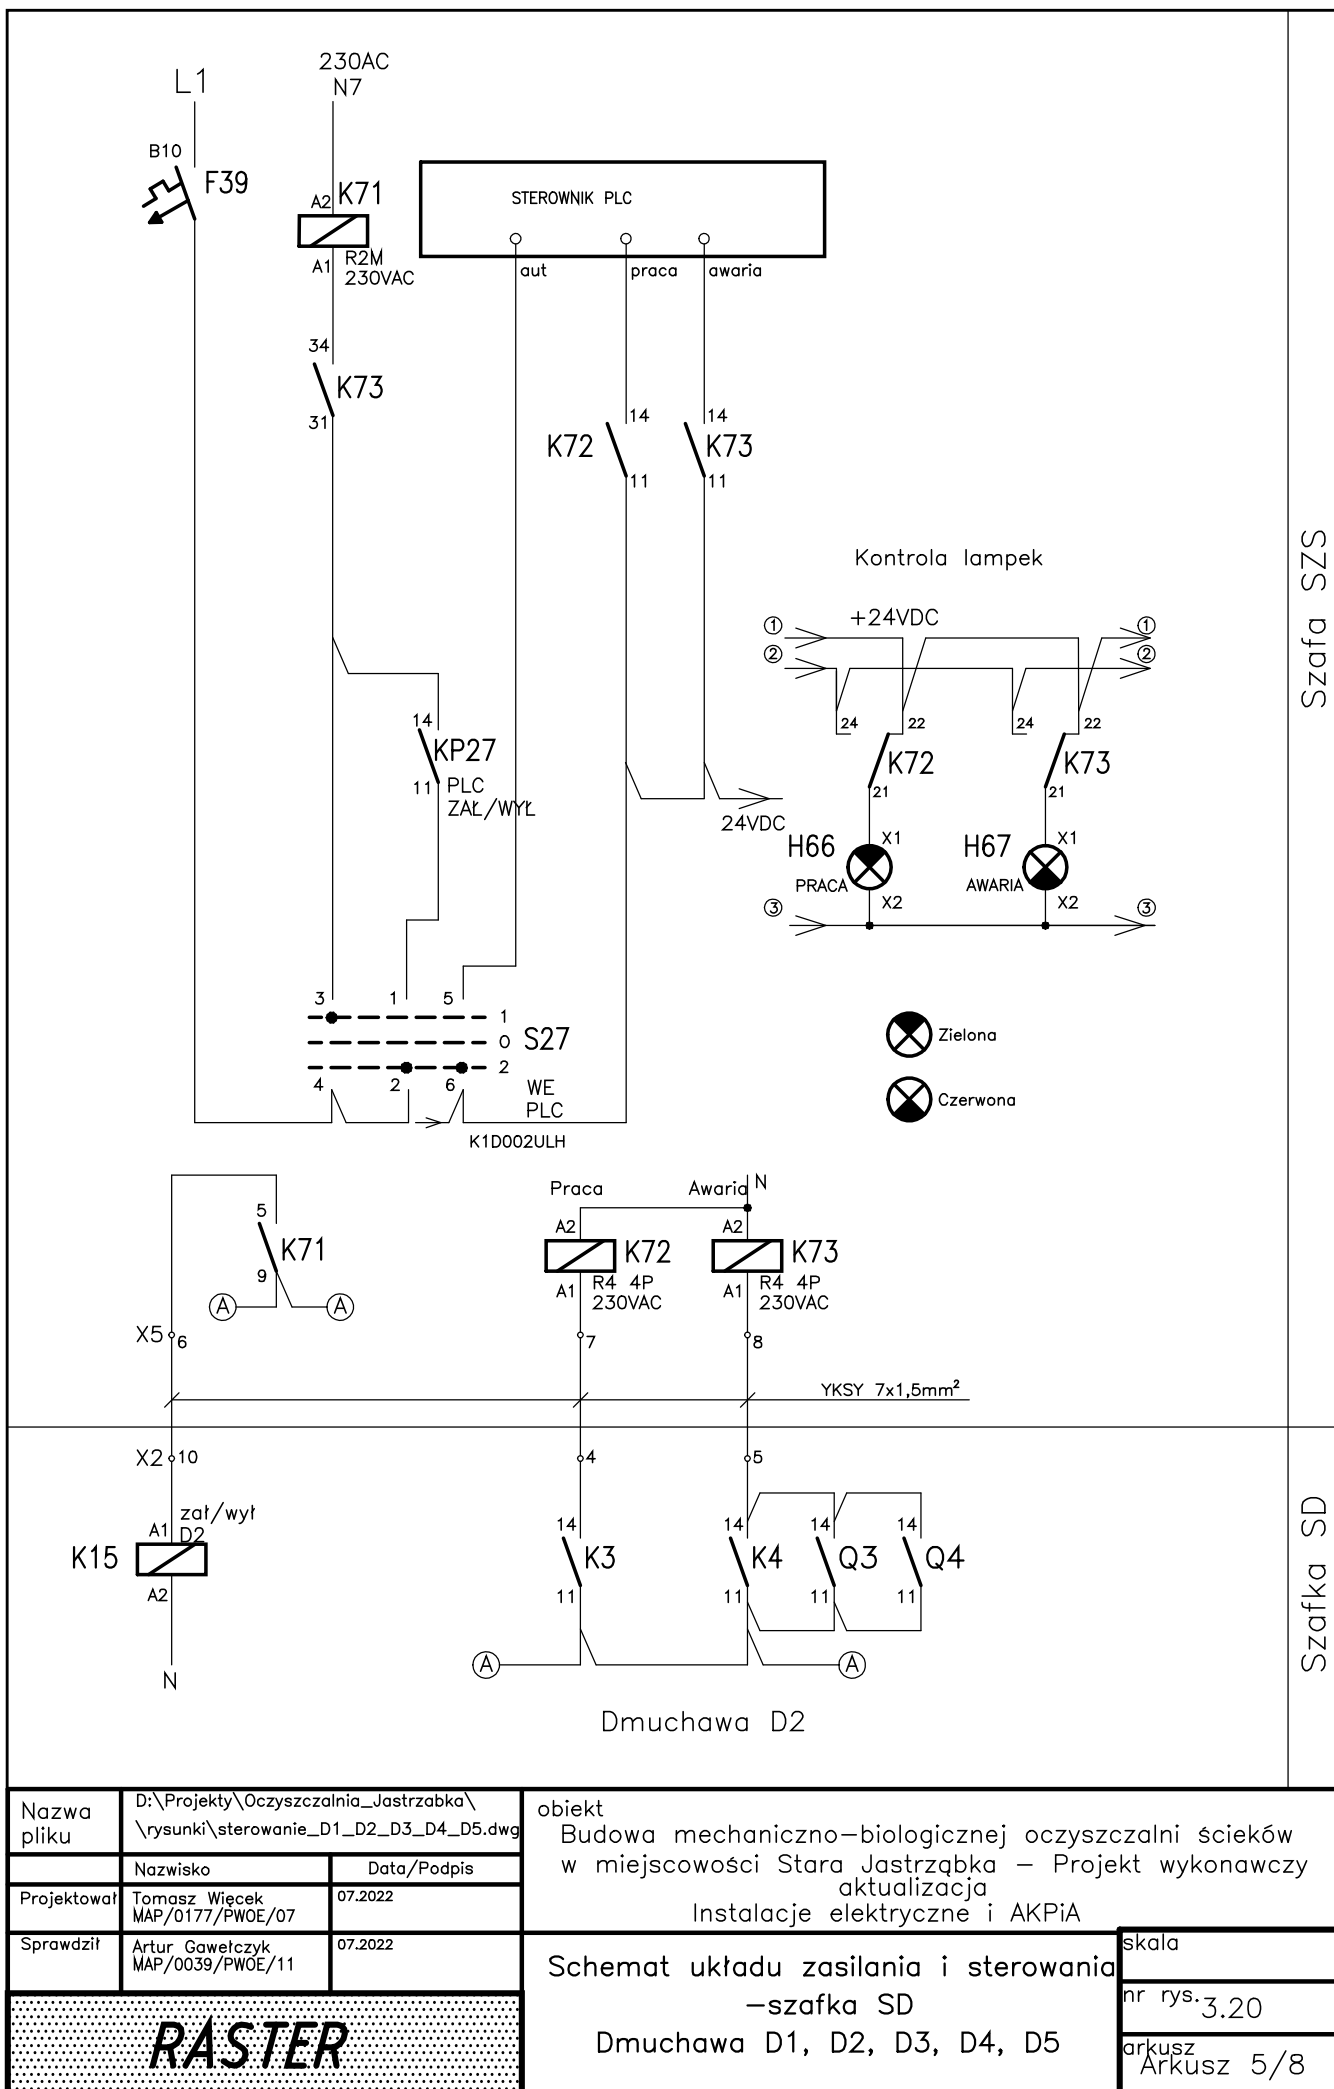 L1
230AC
N7
B10
F39
A2
K71
A1
R2M
230VAC
STEROWNIK PLC
aut
praca
awaria
34
K73
31
14
K72
11
14
K73
11
Kontrola lampek
+24VDC
1
1
2
2
24
22
24
22
K72
K73
21
21
14
KP27
11
PLC
ZAŁ/WYŁ
24VDC
H66
X1
PRACA
X2
H67
X1
AWARIA
X2
3
3
3
1
5
1
0
S27
2
4
2
6
WE
PLC
K1D002ULH
Zielona
Czerwona
Szafa SZS
5
K71
9
A
A
Praca
Awaria
N
A2
K72
A1
R4 4P
230VAC
A2
K73
A1
R4 4P
230VAC
X5
6
7
8
YKSY 7x1,5mm²
X2
10
4
5
zał/wył
A1
D2
K15
A2
N
14
K3
11
14
K4
11
14
Q3
11
14
Q4
11
A
A
Szafka SD
Dmuchawa D2
Nazwa
pliku
D:\Projekty\Oczyszczalnia_Jastrzabka\
\rysunki\sterowanie_D1_D2_D3_D4_D5.dwg
Nazwisko
Data/Podpis
Projektował
Tomasz Więcek
MAP/0177/PWOE/07
07.2022
Sprawdził
Artur Gawełczyk
MAP/0039/PWOE/11
07.2022
RASTER
obiekt
Budowa mechaniczno-biologicznej oczyszczalni ścieków
w miejscowości Stara Jastrząbka - Projekt wykonawczy
aktualizacja
Instalacje elektryczne i AKPiA
Schemat układu zasilania i sterowania
-szafka SD
Dmuchawa D1, D2, D3, D4, D5
skala
nr rys.
3.20
arkusz
Arkusz 5/8